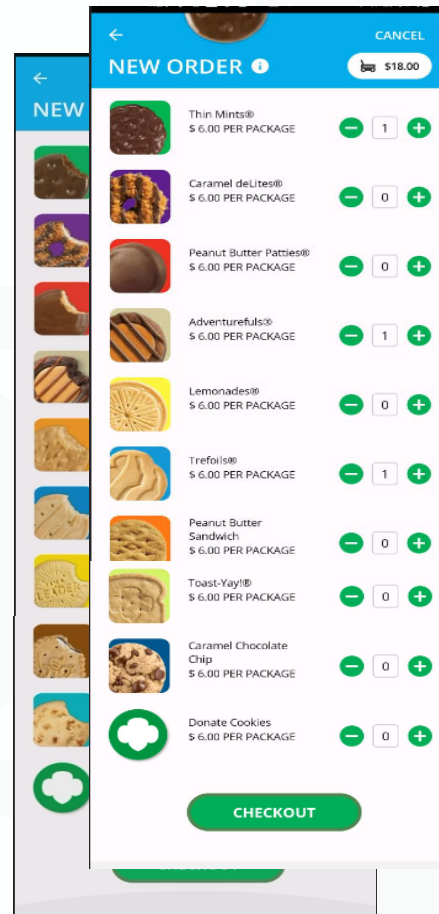 CANCEL
NEW ORDER
$18.00
Thin Mints®
$ 6.00 PER PACKAGE
1
Caramel deLites®
$ 6.00 PER PACKAGE
0
Peanut Butter Patties®
$ 6.00 PER PACKAGE
0
Adventurefuls®
$ 6.00 PER PACKAGE
1
Lemonades®
$ 6.00 PER PACKAGE
0
Trefoils®
$ 6.00 PER PACKAGE
1
Peanut Butter
Sandwich
$ 6.00 PER PACKAGE
0
Toast-Yay!®
$ 6.00 PER PACKAGE
0
Caramel Chocolate
Chip
$ 6.00 PER PACKAGE
0
Donate Cookies
$ 6.00 PER PACKAGE
0
CHECKOUT
NEW
LEADER